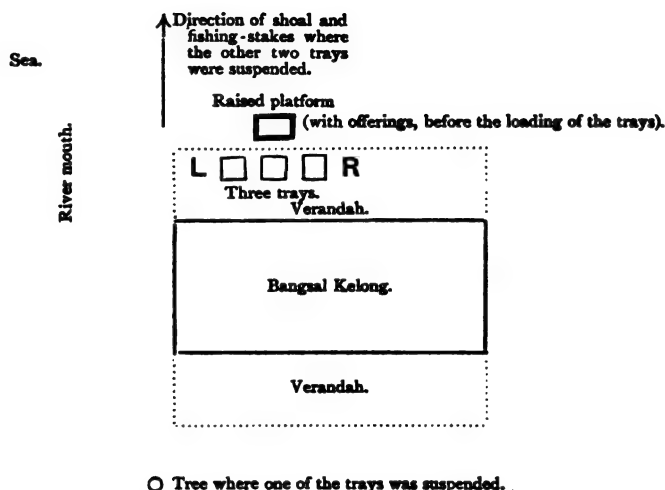 Direction of shoal and
fishing-stakes where
the other two trays
were suspended.
Sea.
Raised platform
(with offerings, before the loading of the trays).
River mouth.
L R
Three trays.
Verandah.
Bangsal Kelong.
Verandah.
Tree where one of the trays was suspended.